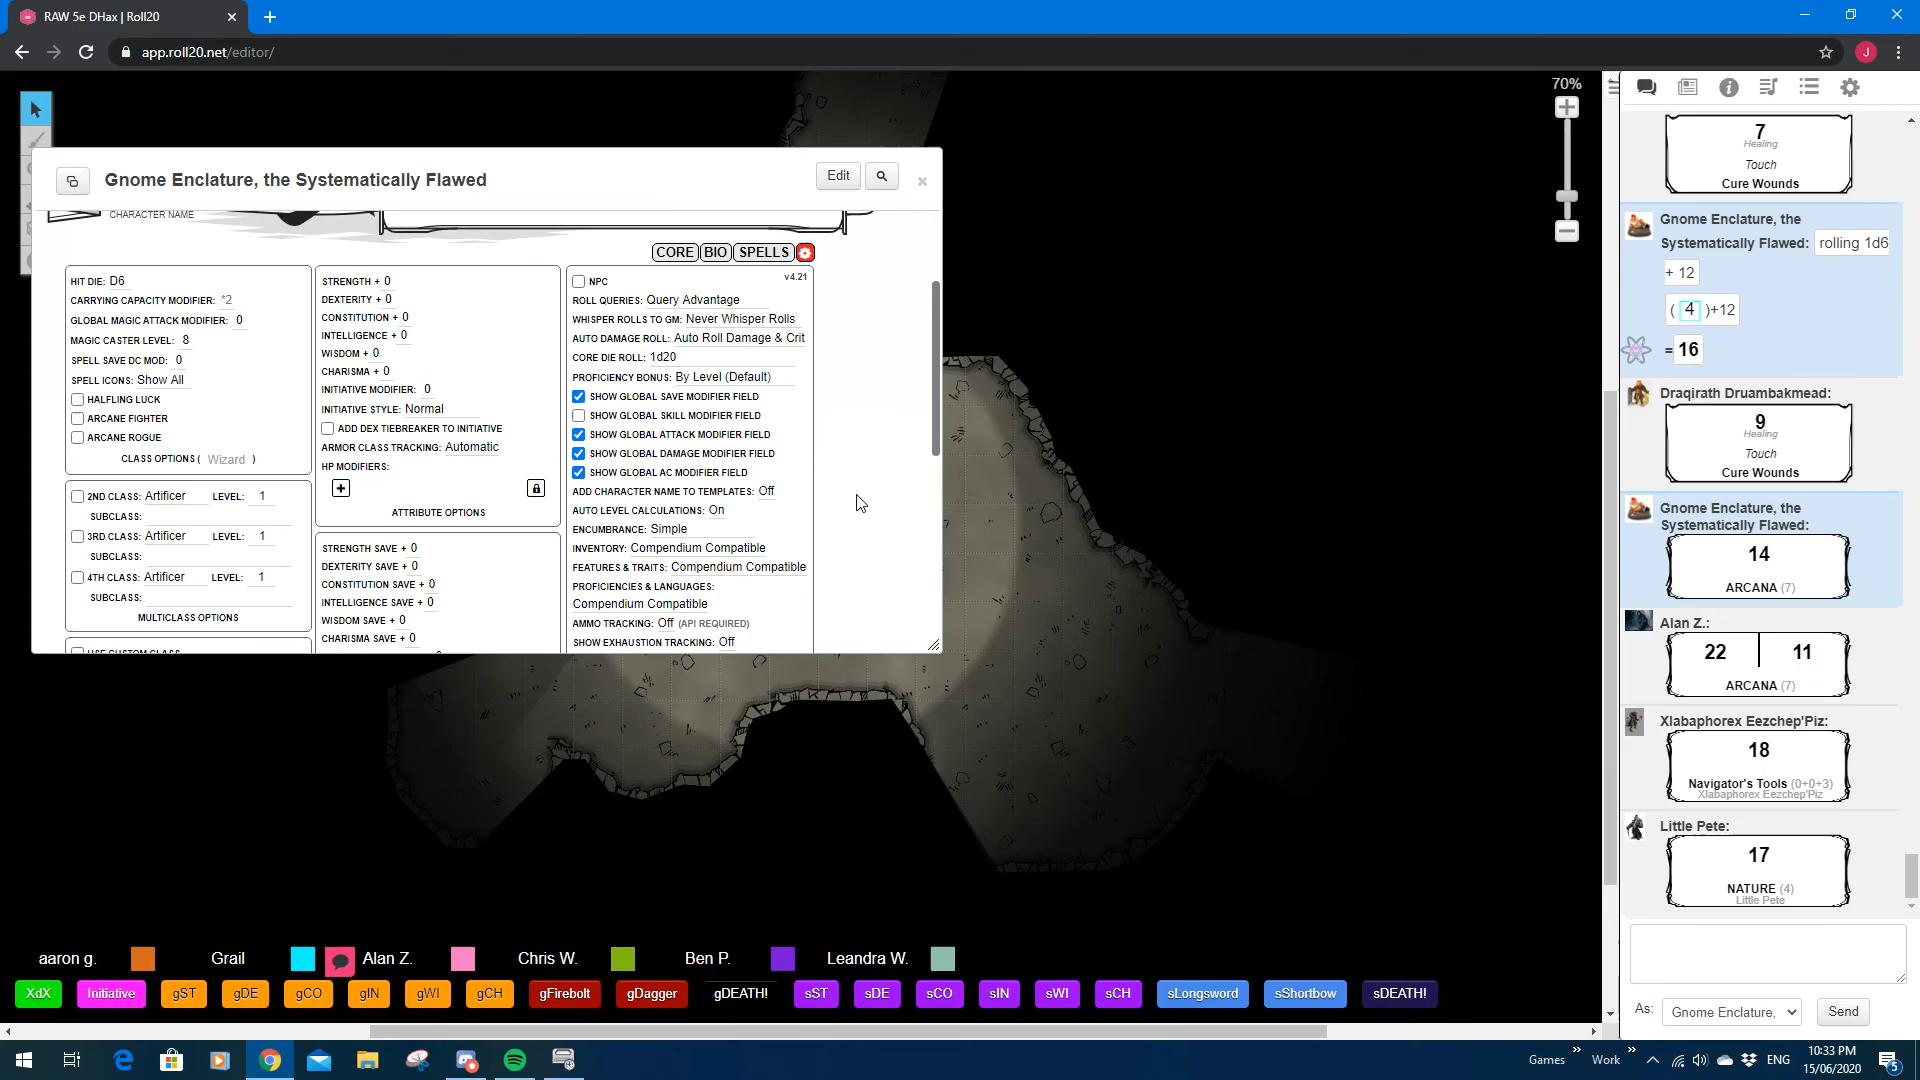 RAW 5e DHax | Roll20
app.roll20.net/editor/
J
70%
Gnome Enclature, the Systematically Flawed
Edit
CHARACTER NAME
CORE BIO SPELLS
HIT DIE: D6
CARRYING CAPACITY MODIFIER: *2
GLOBAL MAGIC ATTACK MODIFIER: 0
MAGIC CASTER LEVEL: 8
SPELL SAVE DC MOD: 0
SPELL ICONS: Show All
HALFLING LUCK
ARCANE FIGHTER
ARCANE ROGUE
CLASS OPTIONS ( Wizard )
2ND CLASS: Artificer LEVEL: 1
SUBCLASS:
3RD CLASS: Artificer LEVEL: 1
SUBCLASS:
4TH CLASS: Artificer LEVEL: 1
SUBCLASS:
MULTICLASS OPTIONS
STRENGTH + 0
DEXTERITY + 0
CONSTITUTION + 0
INTELLIGENCE + 0
WISDOM + 0
CHARISMA + 0
INITIATIVE MODIFIER: 0
INITIATIVE STYLE: Normal
ADD DEX TIEBREAKER TO INITIATIVE
ARMOR CLASS TRACKING: Automatic
HP MODIFIERS:
ATTRIBUTE OPTIONS
STRENGTH SAVE + 0
DEXTERITY SAVE + 0
CONSTITUTION SAVE + 0
INTELLIGENCE SAVE + 0
WISDOM SAVE + 0
CHARISMA SAVE + 0
NPC
v4.21
ROLL QUERIES: Query Advantage
WHISPER ROLLS TO GM: Never Whisper Rolls
AUTO DAMAGE ROLL: Auto Roll Damage & Crit
CORE DIE ROLL: 1d20
PROFICIENCY BONUS: By Level (Default)
SHOW GLOBAL SAVE MODIFIER FIELD
SHOW GLOBAL SKILL MODIFIER FIELD
SHOW GLOBAL ATTACK MODIFIER FIELD
SHOW GLOBAL DAMAGE MODIFIER FIELD
SHOW GLOBAL AC MODIFIER FIELD
ADD CHARACTER NAME TO TEMPLATES: Off
AUTO LEVEL CALCULATIONS: On
ENCUMBRANCE: Simple
INVENTORY: Compendium Compatible
FEATURES & TRAITS: Compendium Compatible
PROFICIENCIES & LANGUAGES:
Compendium Compatible
AMMO TRACKING: Off (API REQUIRED)
SHOW EXHAUSTION TRACKING: Off
7
Healing
Touch
Cure Wounds
Gnome Enclature, the
Systematically Flawed: rolling 1d6
+ 12
( 4 )+12
= 16
Draqirath Druambakmead:
9
Healing
Touch
Cure Wounds
Gnome Enclature, the
Systematically Flawed:
14
ARCANA (7)
Alan Z.:
22 11
ARCANA (7)
Xlabaphorex Eezchep'Piz:
18
Navigator's Tools (0+0+3)
Xlabaphorex Eezchep'Piz
Little Pete:
17
NATURE (4)
Little Pete
As: Gnome Enclature, Send
aaron g. Grail Alan Z. Chris W. Ben P. Leandra W.
XdX Initiative gST gDE gCO gIN gWI gCH gFirebolt gDagger gDEATH! sST sDE sCO sIN sWI sCH sLongsword sShortbow sDEATH!
Games » Work » ENG
10:33 PM
15/06/2020
5